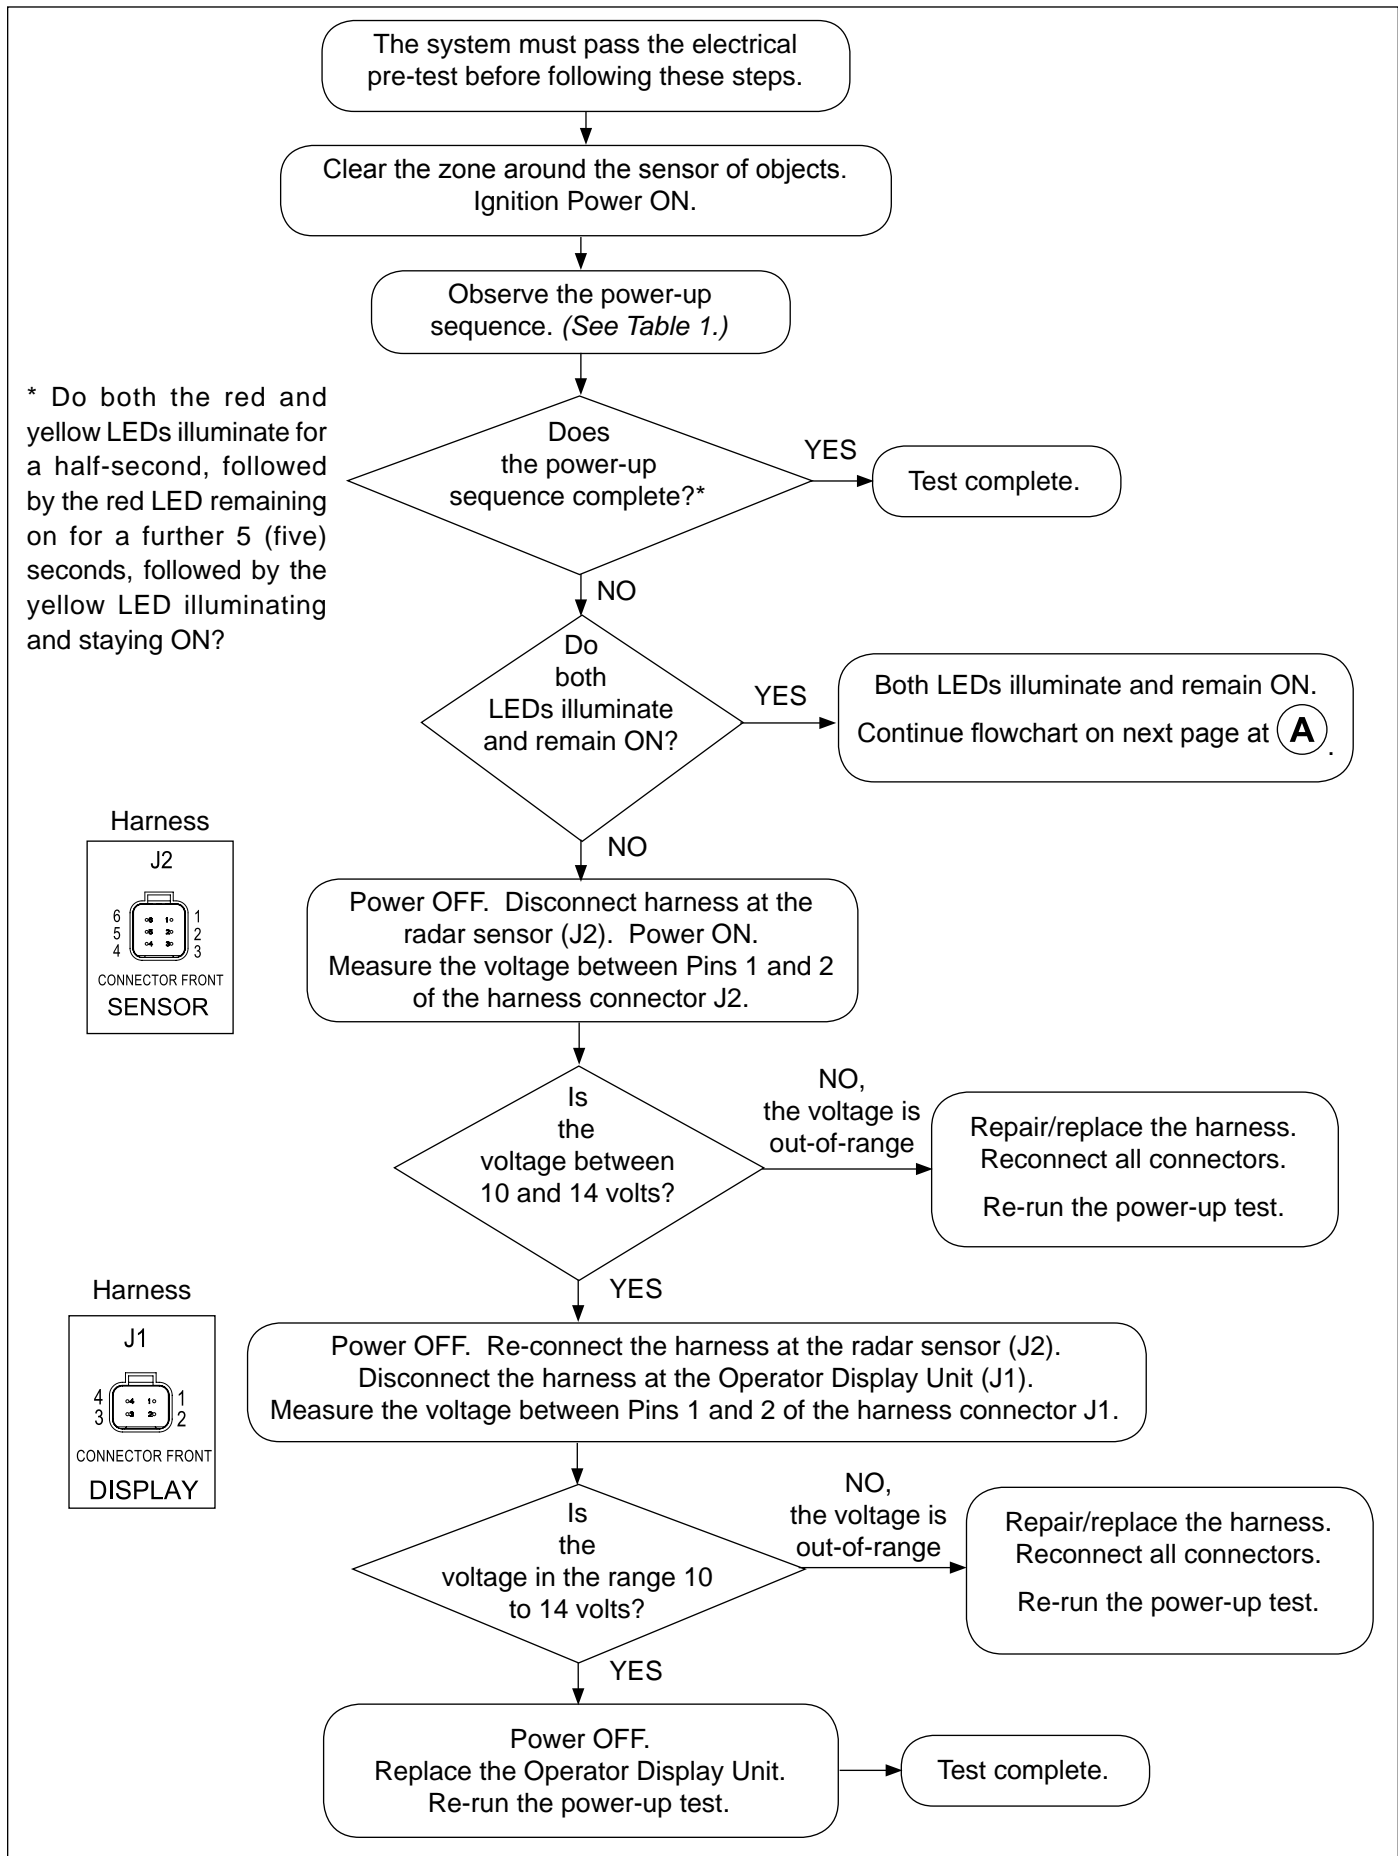 The system must pass the electrical
pre-test before following these steps.
Clear the zone around the sensor of objects.
Ignition Power ON.
Observe the power-up
sequence. (See Table 1.)
* Do both the red and
yellow LEDs illuminate for
a half-second, followed
by the red LED remaining
on for a further 5 (five)
seconds, followed by the
yellow LED illuminating
and staying ON?
Does
the power-up
sequence complete?*
YES
Test complete.
NO
Do
both
LEDs illuminate
and remain ON?
YES
Both LEDs illuminate and remain ON.
Continue flowchart on next page at A.
NO
Harness
J2
6 6 1 1
5 5 2 2
4 4 3 3
CONNECTOR FRONT
SENSOR
Power OFF. Disconnect harness at the
radar sensor (J2). Power ON.
Measure the voltage between Pins 1 and 2
of the harness connector J2.
Is
the
voltage between
10 and 14 volts?
NO,
the voltage is
out-of-range
Repair/replace the harness.
Reconnect all connectors.
Re-run the power-up test.
YES
Harness
J1
4 4 1 1
3 3 2 2
CONNECTOR FRONT
DISPLAY
Power OFF. Re-connect the harness at the radar sensor (J2).
Disconnect the harness at the Operator Display Unit (J1).
Measure the voltage between Pins 1 and 2 of the harness connector J1.
Is
the
voltage in the range 10
to 14 volts?
NO,
the voltage is
out-of-range
Repair/replace the harness.
Reconnect all connectors.
Re-run the power-up test.
YES
Power OFF.
Replace the Operator Display Unit.
Re-run the power-up test.
Test complete.